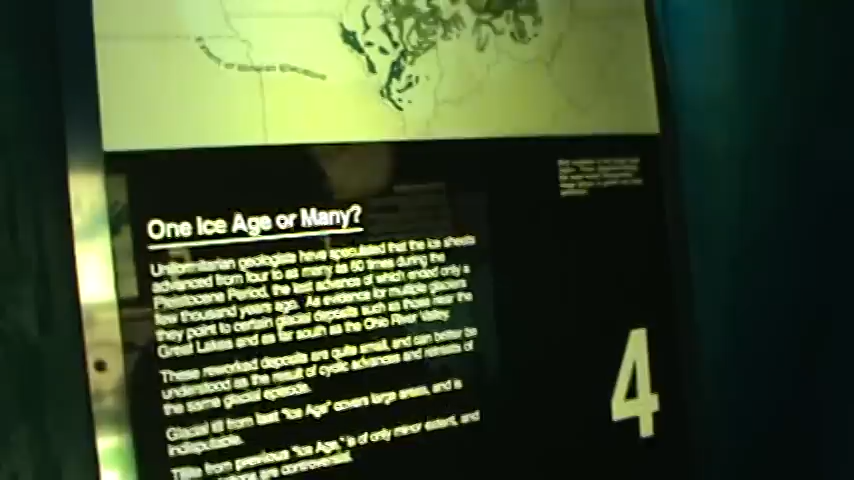 One Ice Age or Many?
Uniformitarian geologists have speculated that the ice sheets
advanced from four to as many as 60 times during the
Pleistocene Period, the last advance of which ended only a
few thousand years ago. As evidence for multiple glaciers
they point to certain glacial deposits such as those near the
Great Lakes and as far south as the Ohio River Valley.
These reworked deposits are quite small, and can better be
understood as the result of cyclic advances and retreats of
the same glacial episode.
Glacial till from last "Ice Age" covers large areas, and is
indisputable.
from previous "Ice Age," is of only minor extent, and
are controversial.
4